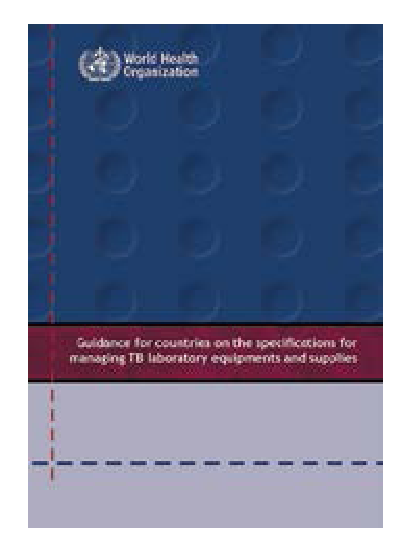 World Health
Organization
Guidance for countries on the specifications for
managing TB laboratory equipments and supplies